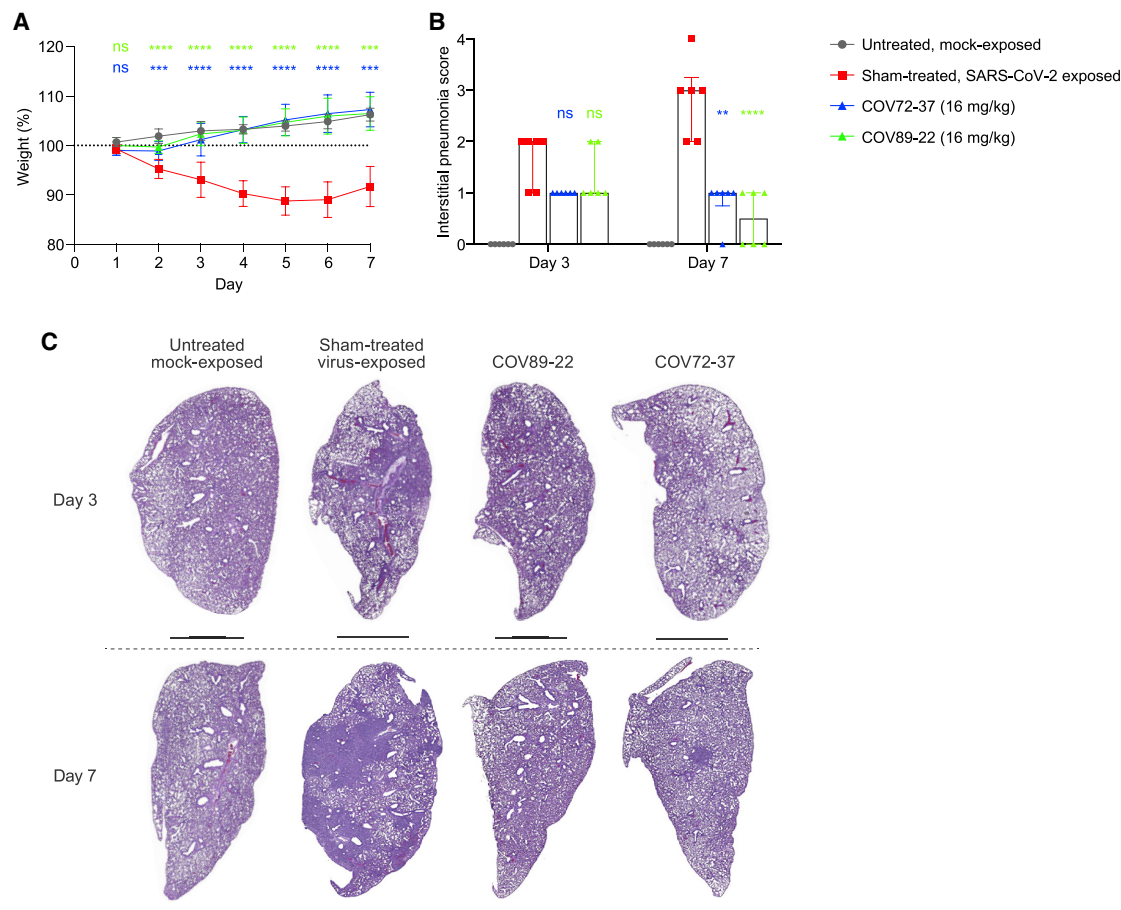 A
120
110
100
90
80
Weight (%)
ns **** **** **** **** **** ***
ns *** **** **** **** **** ***
0 1 2 3 4 5 6 7
Day
B
4
3
2
1
0
Interstitial pneumonia score
ns ns
** ****
Day 3 Day 7
Untreated, mock-exposed
Sham-treated, SARS-CoV-2 exposed
COV72-37 (16 mg/kg)
COV89-22 (16 mg/kg)
C
Untreated
mock-exposed
Sham-treated
virus-exposed
COV89-22
COV72-37
Day 3
Day 7